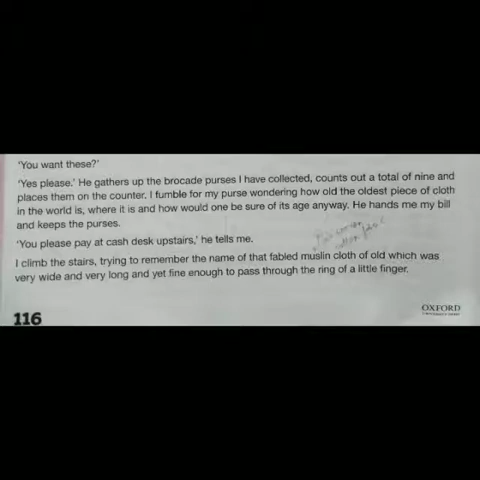 ‘You want these?’
‘Yes please.’ He gathers up the brocade purses I have collected, counts out a total of nine and
places them on the counter. I fumble for my purse wondering how old the oldest piece of cloth
in the world is, where it is and how would one be sure of its age anyway. He hands me my bill
and keeps the purses.
‘You please pay at cash desk upstairs,’ he tells me.
I climb the stairs, trying to remember the name of that fabled muslin cloth of old which was
very wide and very long and yet fine enough to pass through the ring of a little finger.
OXFORD
UNIVERSITY PRESS
116